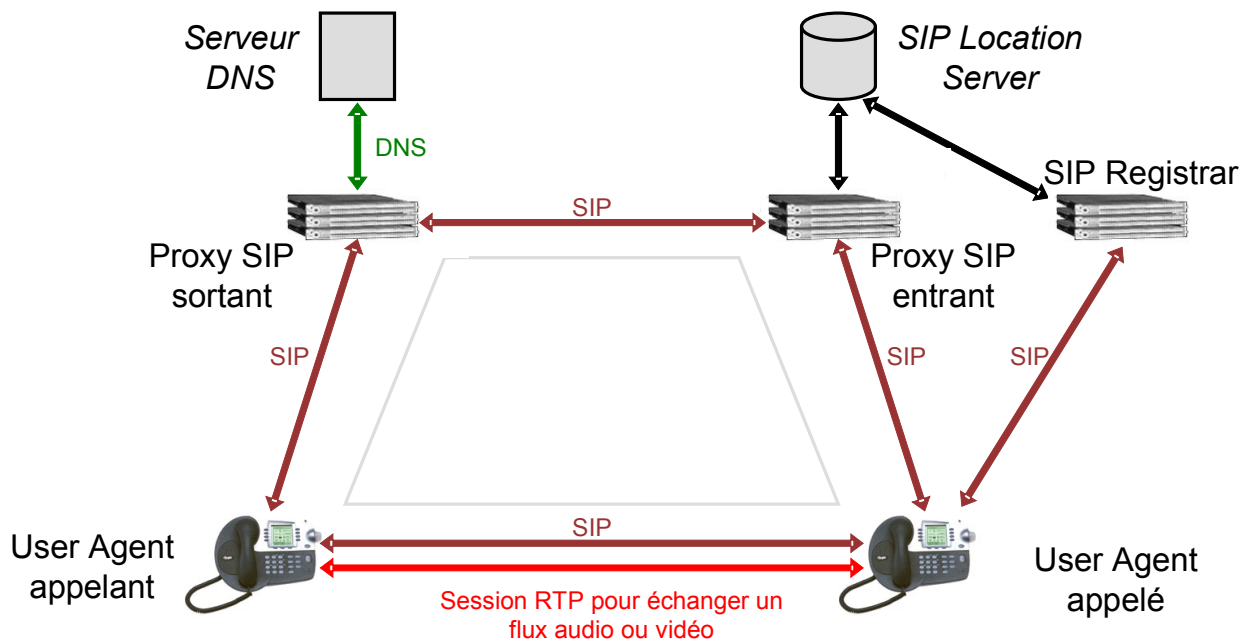 Serveur
DNS
SIP Location
Server
DNS
SIP Registrar
SIP
Proxy SIP
sortant
Proxy SIP
entrant
SIP
SIP
SIP
SIP
User Agent
appelant
User Agent
appelé
Session RTP pour échanger un
flux audio ou vidéo